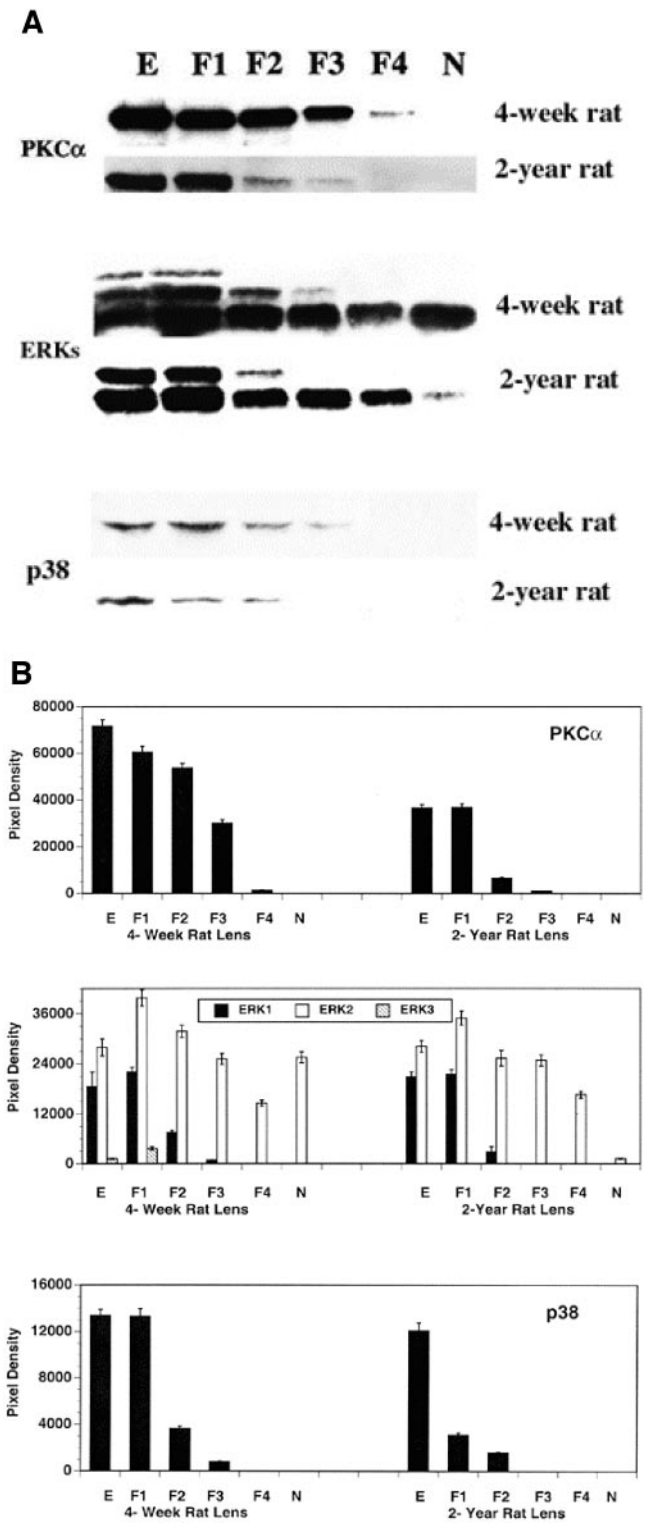 A
E F1 F2 F3 F4 N
4-week rat
PKCα
2-year rat
4-week rat
ERKs
2-year rat
4-week rat
p38
2-year rat
B
80000
PKCα
60000
Pixel Density
40000
20000
0
E F1 F2 F3 F4 N E F1 F2 F3 F4 N
4- Week Rat Lens 2- Year Rat Lens
36000
ERK1 ERK2 ERK3
Pixel Density
24000
12000
0
E F1 F2 F3 F4 N E F1 F2 F3 F4 N
4- Week Rat Lens 2-Year Rat Lens
16000
p38
12000
Pixel Density
8000
4000
0
E F1 F2 F3 F4 N E F1 F2 F3 F4 N
4- Week Rat Lens 2- Year Rat Lens